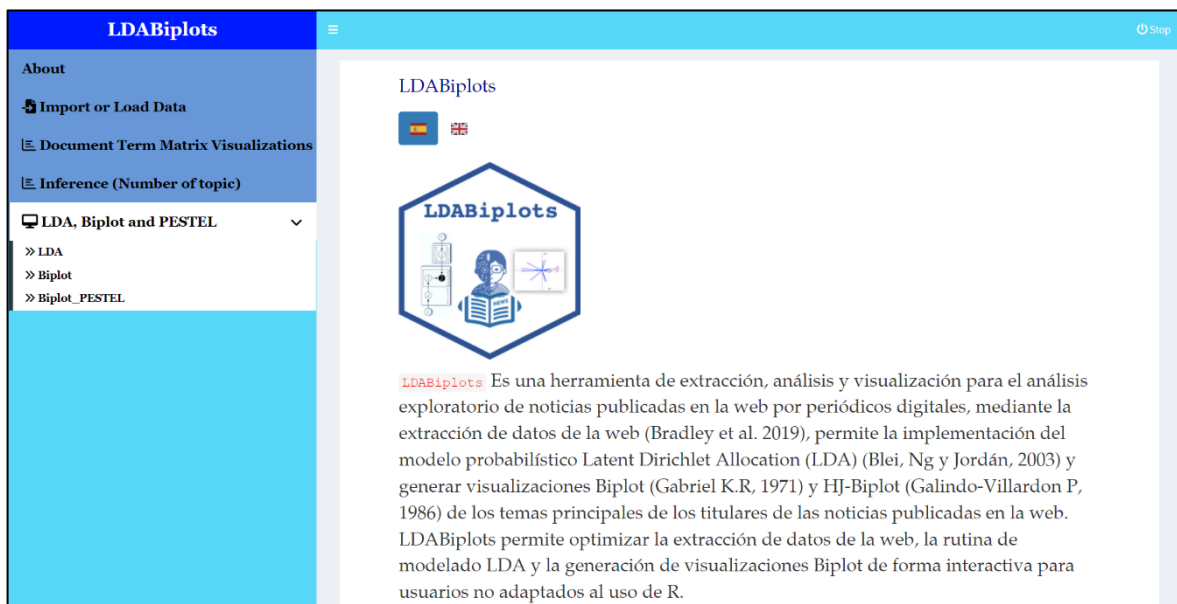 LDABiplots
Stop
About
Import or Load Data
Document Term Matrix Visualizations
Inference (Number of topic)
LDA, Biplot and PESTEL
» LDA
» Biplot
» Biplot_PESTEL
LDABiplots
LDABiplots
NEWS
LDABiplots Es una herramienta de extracción, análisis y visualización para el análisis
exploratorio de noticias publicadas en la web por periódicos digitales, mediante la
extracción de datos de la web (Bradley et al. 2019), permite la implementación del
modelo probabilístico Latent Dirichlet Allocation (LDA) (Blei, Ng y Jordán, 2003) y
generar visualizaciones Biplot (Gabriel K.R, 1971) y HJ-Biplot (Galindo-Villardon P,
1986) de los temas principales de los titulares de las noticias publicadas en la web.
LDABiplots permite optimizar la extracción de datos de la web, la rutina de
modelado LDA y la generación de visualizaciones Biplot de forma interactiva para
usuarios no adaptados al uso de R.